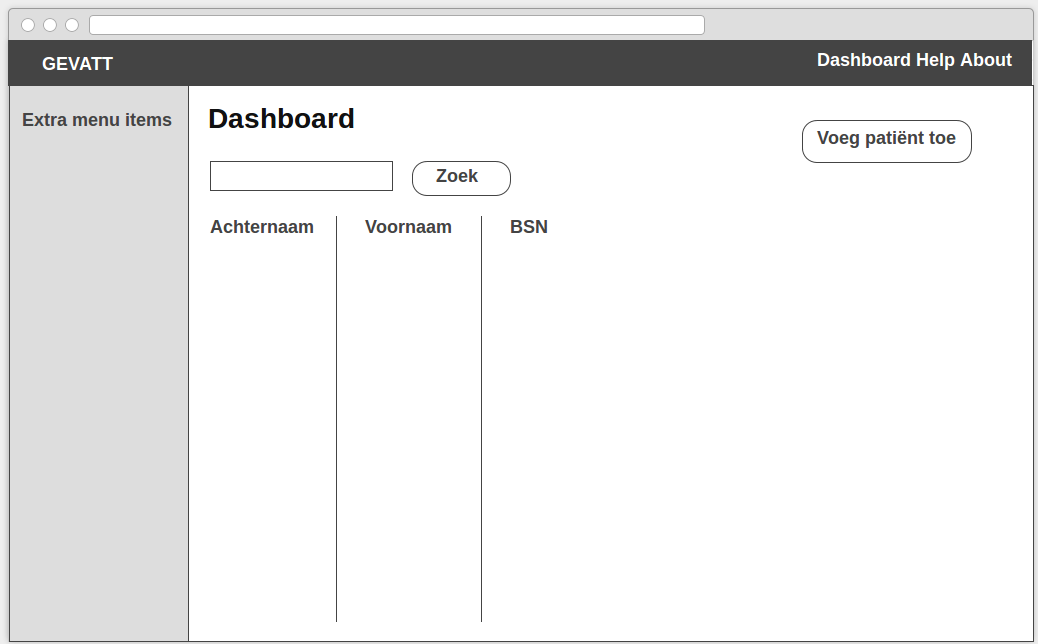 GEVATT
Dashboard Help About
Extra menu items
Dashboard
Voeg patiënt toe
Zoek
Achternaam Voornaam BSN